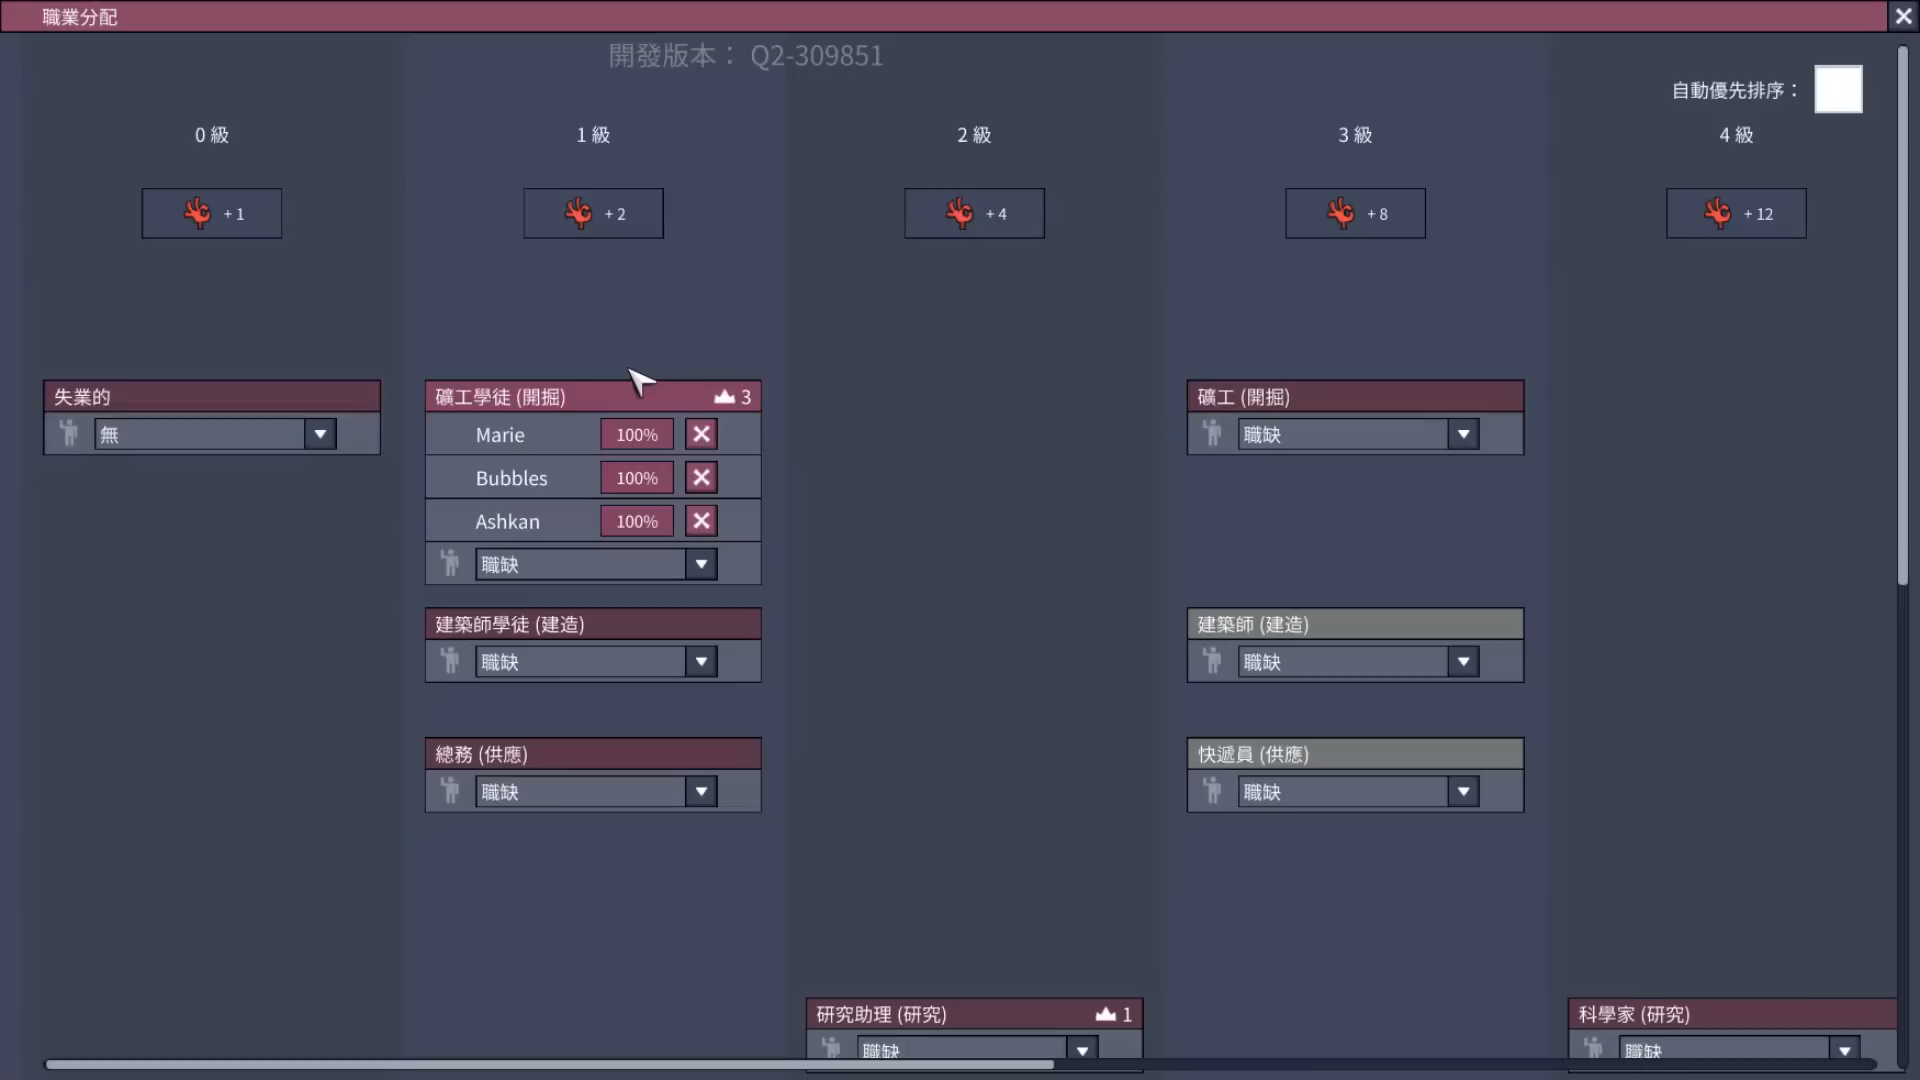 職業分配
開發版本： Q2-309851
自動優先排序：
0 級
1 級
2 級
3 級
4 級
+ 1
+ 2
+ 4
+ 8
+ 12
失業的
無
礦工學徒 (開掘) 3
Marie 100%
Bubbles 100%
Ashkan 100%
職缺
礦工 (開掘)
職缺
建築師學徒 (建造)
職缺
建築師 (建造)
職缺
總務 (供應)
職缺
快遞員 (供應)
職缺
研究助理 (研究) 1
職缺
科學家 (研究)
職缺